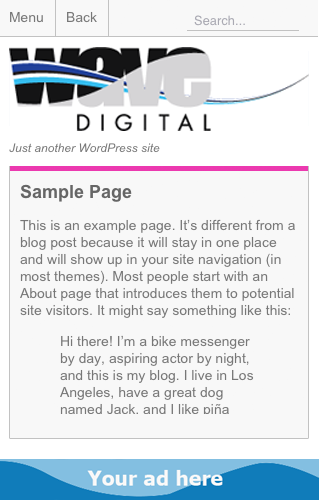 Menu Back Search...
wave
DIGITAL
Just another WordPress site
Sample Page
This is an example page. It’s different from a
blog post because it will stay in one place
and will show up in your site navigation (in
most themes). Most people start with an
About page that introduces them to potential
site visitors. It might say something like this:
Hi there! I’m a bike messenger
by day, aspiring actor by night,
and this is my blog. I live in Los
Angeles, have a great dog
named Jack, and I like piña
Your ad here